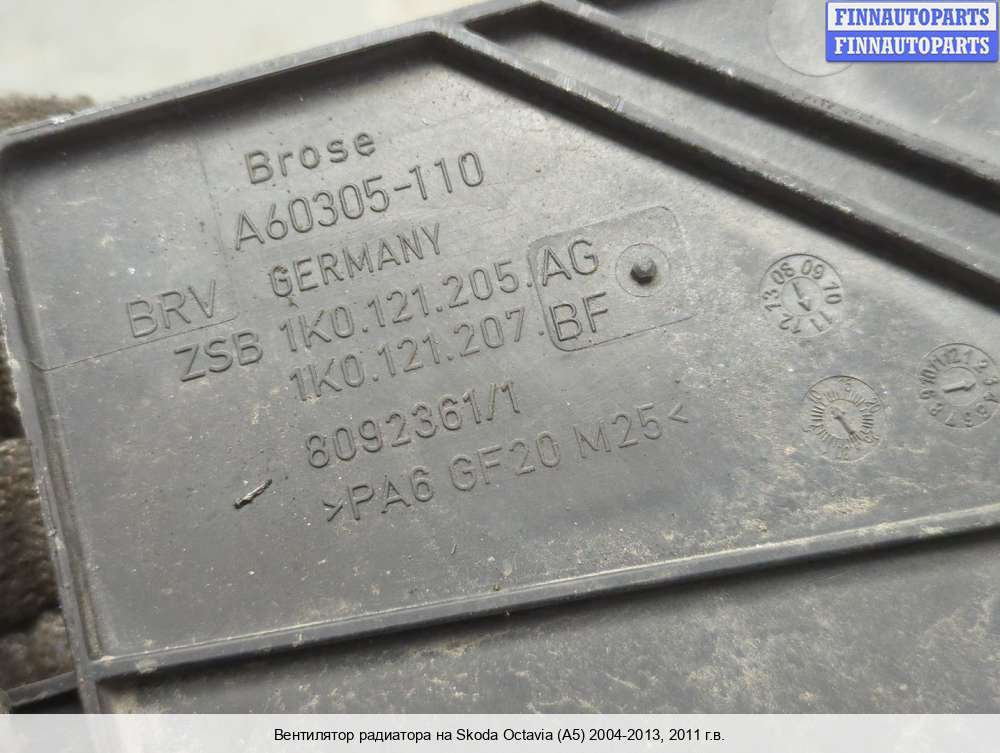 FINNAUTOPARTS
FINNAUTOPARTS
Brose
A60305-110
GERMANY
BRV
ZSB 1K0.121.205.AG
1K0.121.207.BF
8092361/1
>PA6 GF20 M25<
Вентилятор радиатора на Skoda Octavia (A5) 2004-2013, 2011 г.в.